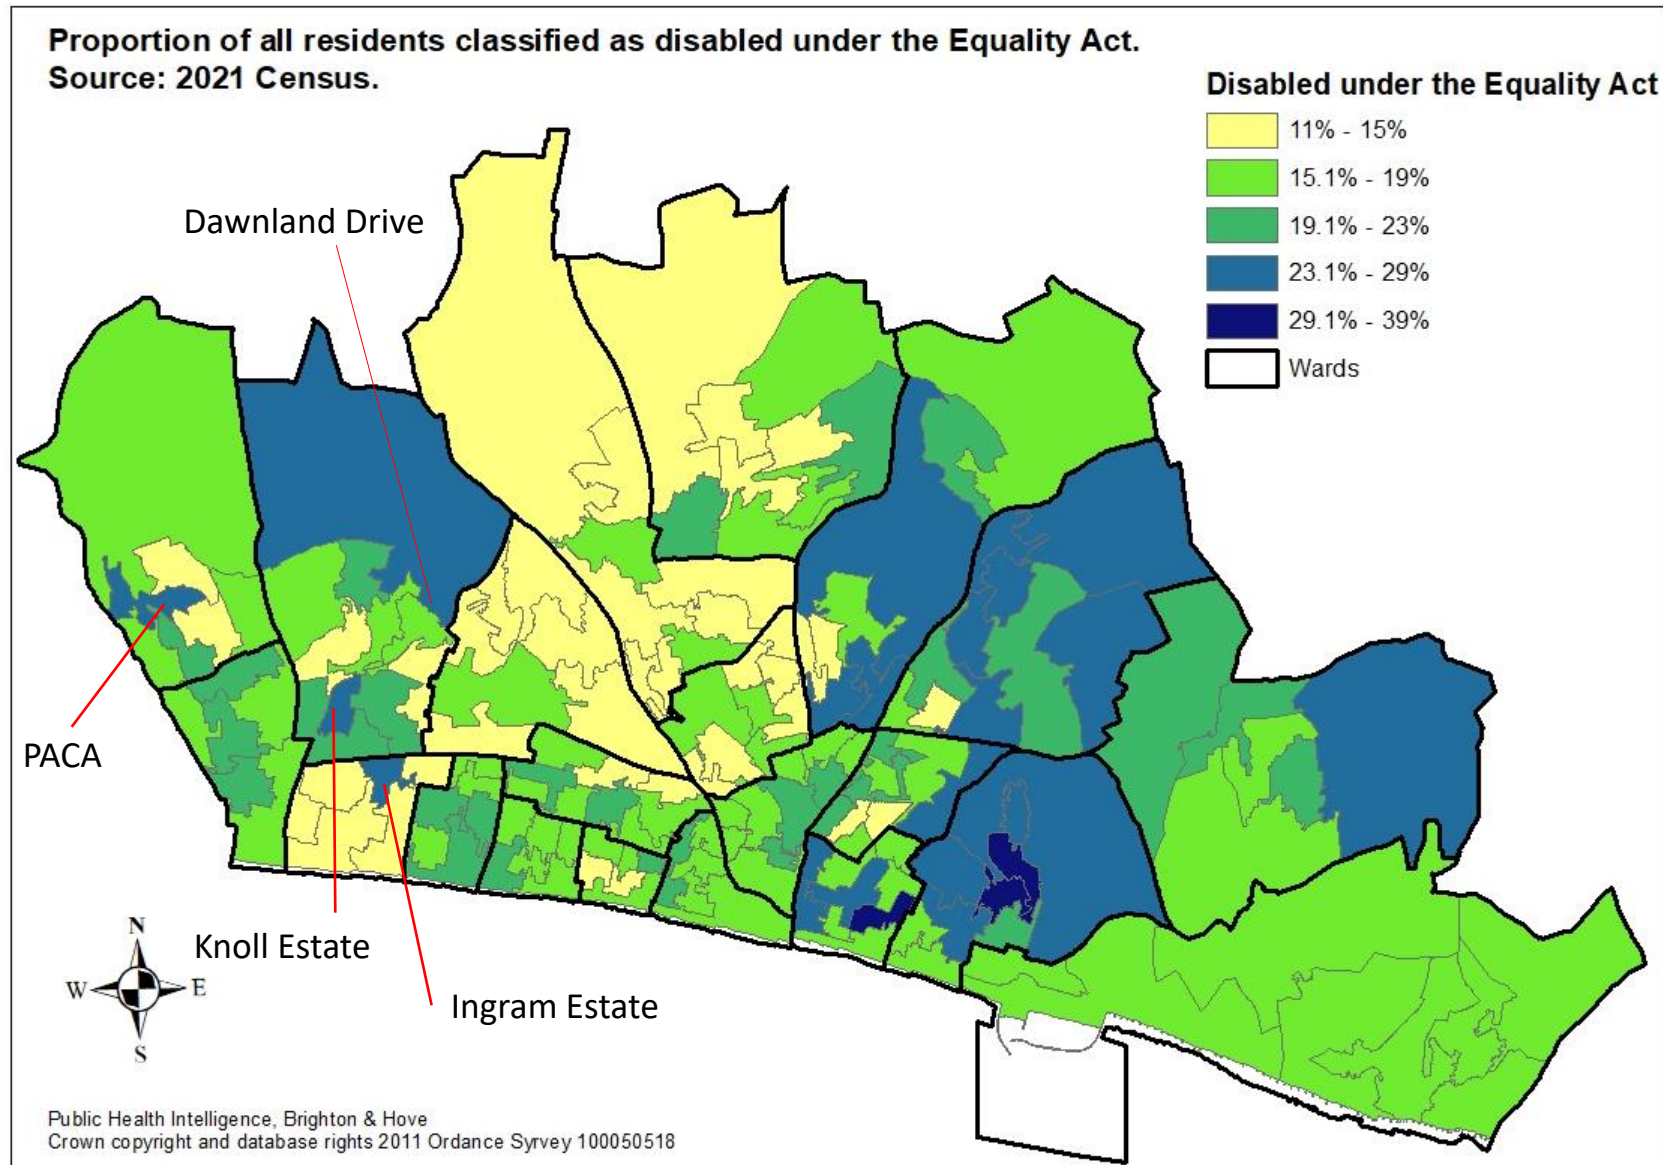 Proportion of all residents classified as disabled under the Equality Act.
Source: 2021 Census.
Disabled under the Equality Act
11% - 15%
15.1% - 19%
19.1% - 23%
23.1% - 29%
29.1% - 39%
Wards
Dawnland Drive
PACA
Knoll Estate
Ingram Estate
N
W E
S
Public Health Intelligence, Brighton & Hove
Crown copyright and database rights 2011 Ordance Syrvey 100050518